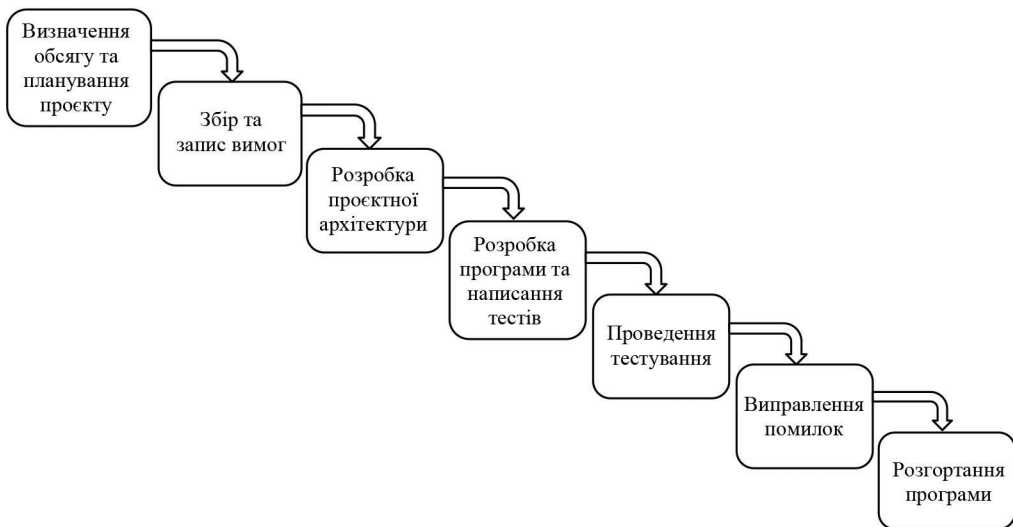 Визначення
обсягу та
планування
проєкту
Збір та
запис вимог
Розробка
проєктної
архітектури
Розробка
програми та
написання
тестів
Проведення
тестування
Виправлення
помилок
Розгортання
програми